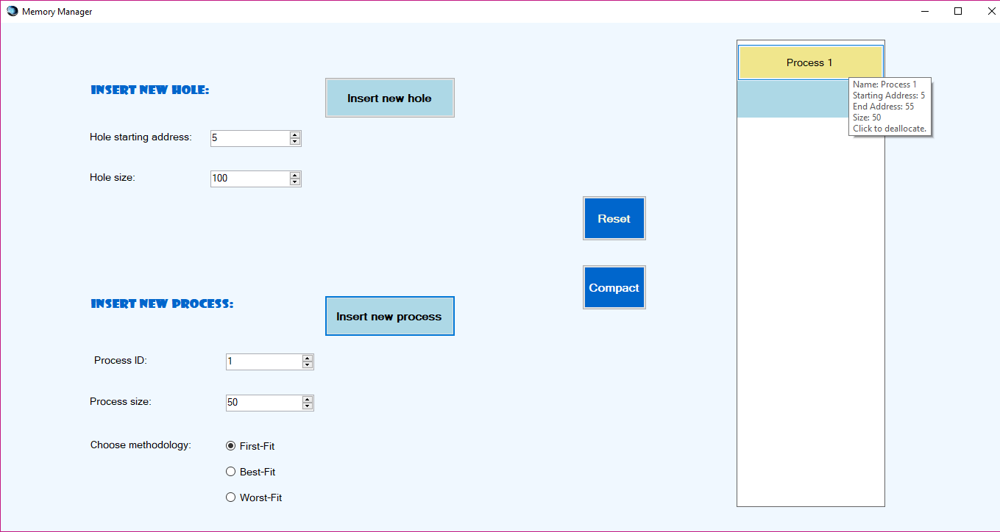 Memory Manager
INSERT NEW HOLE:
Insert new hole
Hole starting address: 5
Hole size: 100
Reset
Compact
INSERT NEW PROCESS:
Insert new process
Process ID: 1
Process size: 50
Choose methodology: First-Fit
Best-Fit
Worst-Fit
Process 1
Name: Process 1
Starting Address: 5
End Address: 55
Size: 50
Click to deallocate.